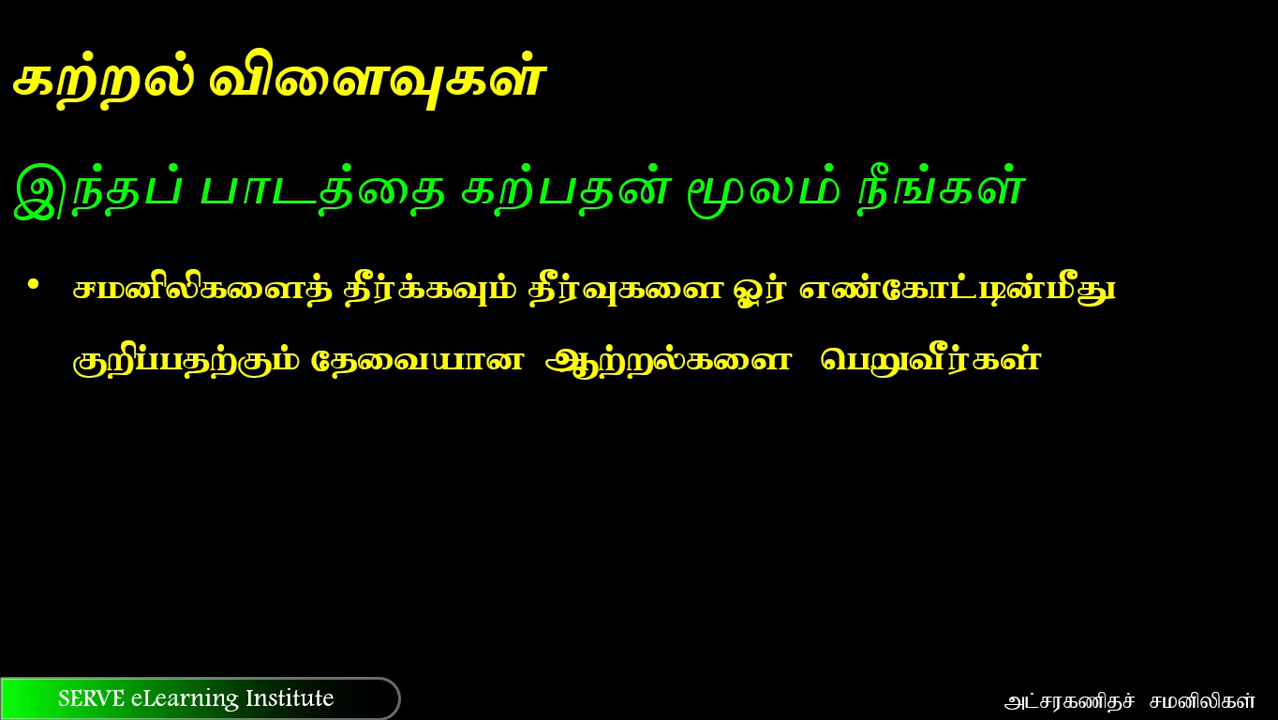 கற்றல் விளைவுகள்
இந்தப் பாடத்தை கற்பதன் மூலம் நீங்கள்
• சமனிலிகளைத் தீர்க்கவும் தீர்வுகளை ஓர் எண்கோட்டின்மீது
குறிப்பதற்கும் தேவையான ஆற்றல்களை பெறுவீர்கள்
SERVE eLearning Institute
அட்சரகணிதச் சமனிலிகள்